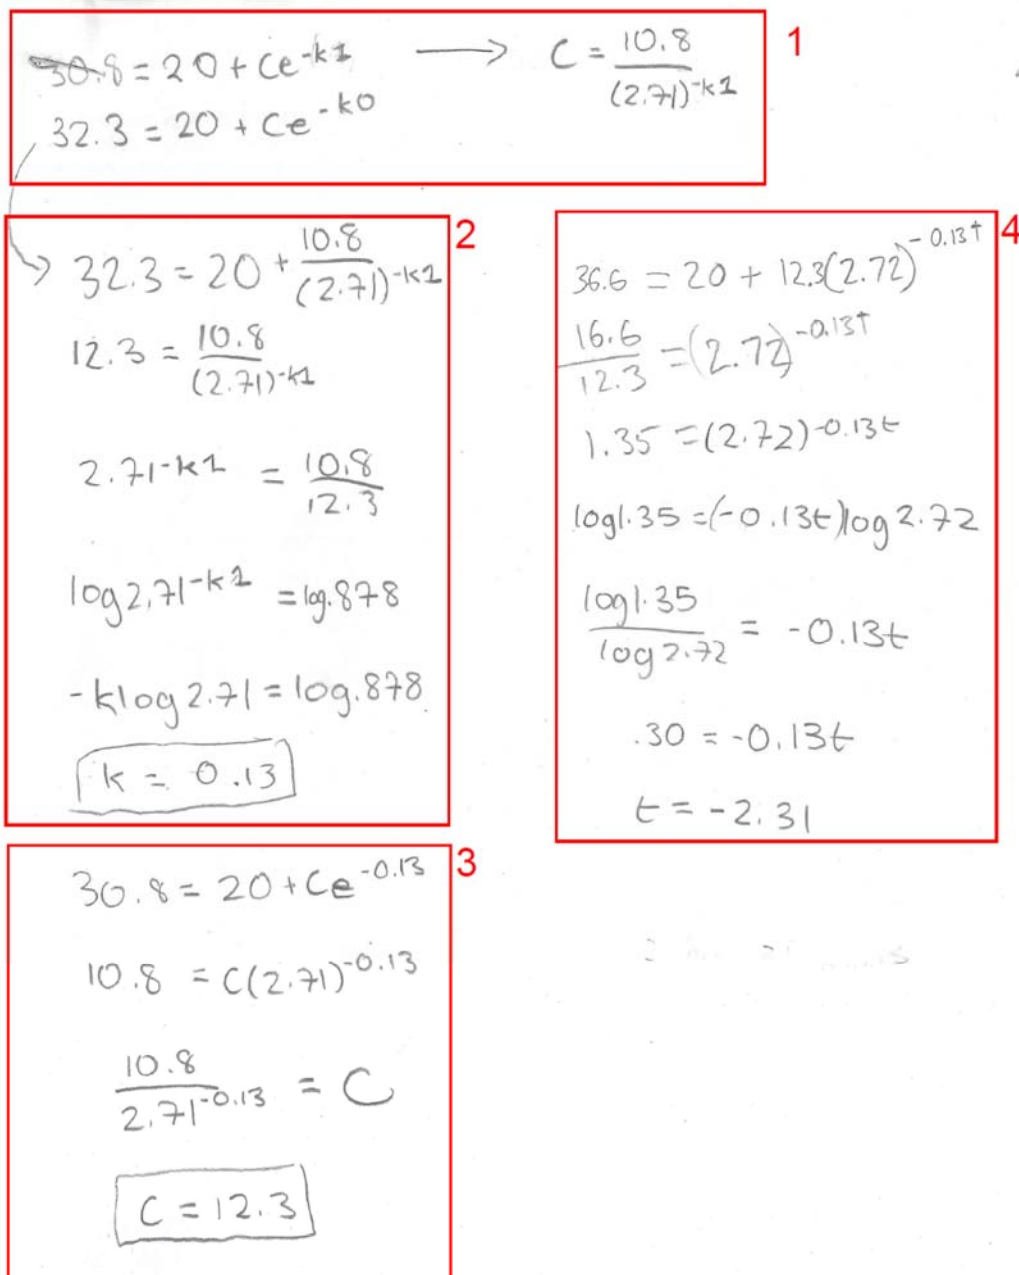 30.8 = 20 + Ce^-k1 → C = 10.8 / (2.71)^-k1
1
32.3 = 20 + Ce^-k0
2
32.3 = 20 + 10.8 / (2.71)^-k1
12.3 = 10.8 / (2.71)^-k1
2.71^-k1 = 10.8 / 12.3
log 2.71^-k1 = log .878
-k log 2.71 = log .878
k = 0.13
3
30.8 = 20 + Ce^-0.13
10.8 = C(2.71)^-0.13
10.8 / 2.71^-0.13 = C
C = 12.3
4
36.6 = 20 + 12.3(2.72)^-0.13t
16.6 / 12.3 = (2.72)^-0.13t
1.35 = (2.72)^-0.13t
log 1.35 = (-0.13t) log 2.72
log 1.35 / log 2.72 = -0.13t
.30 = -0.13t
t = -2.31